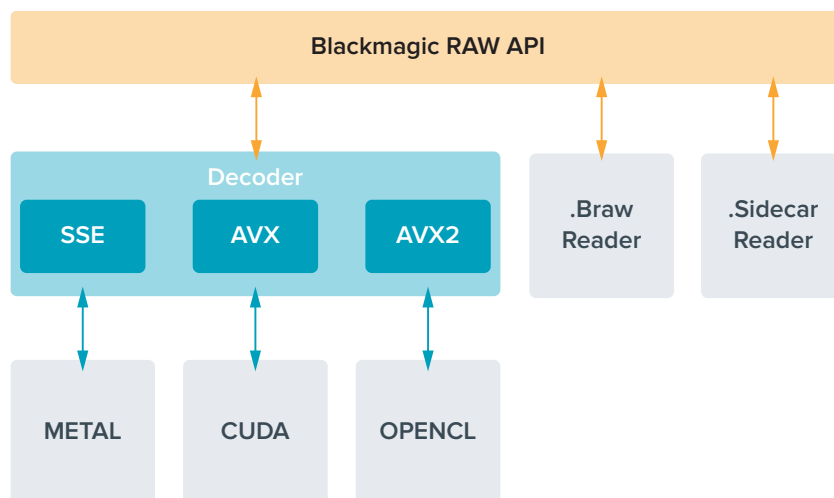 Blackmagic RAW API
Decoder
SSE
AVX
AVX2
.Braw
Reader
.Sidecar
Reader
METAL
CUDA
OPENCL